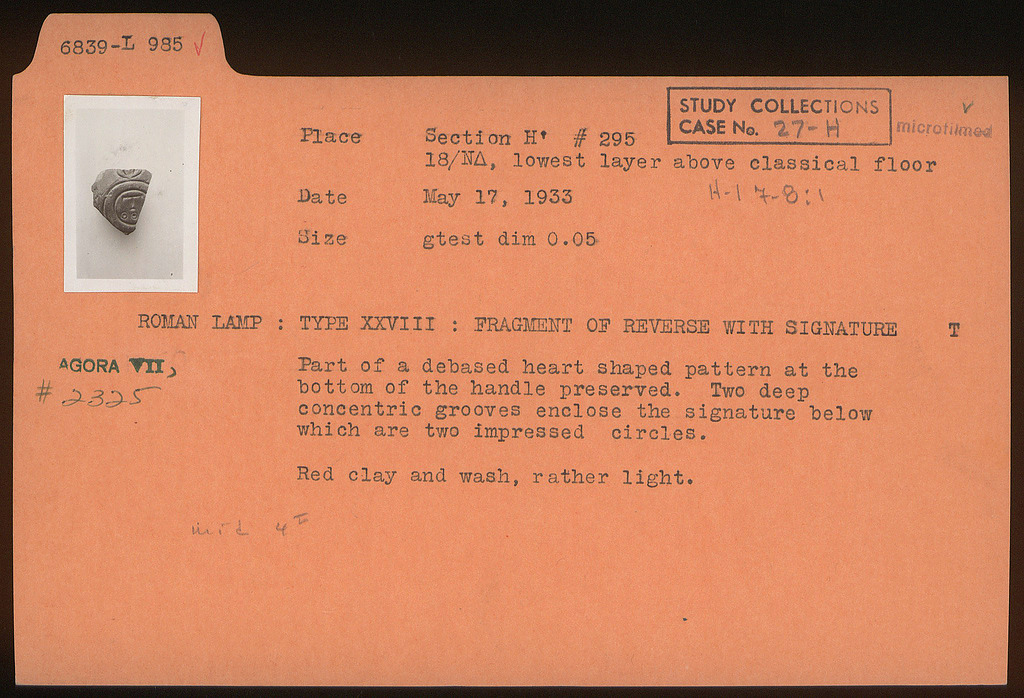 6839-L 985 ✓
STUDY COLLECTIONS
CASE No. 27-H
✓
microfilmed
Place Section H' # 295
18/ΝΔ, lowest layer above classical floor
Date May 17, 1933
H-I 7-8:1
Size gtest dim 0.05
ROMAN LAMP : TYPE XXVIII : FRAGMENT OF REVERSE WITH SIGNATURE T
AGORA VII,
# 2325
Part of a debased heart shaped pattern at the
bottom of the handle preserved. Two deep
concentric grooves enclose the signature below
which are two impressed circles.
Red clay and wash, rather light.
mid 4